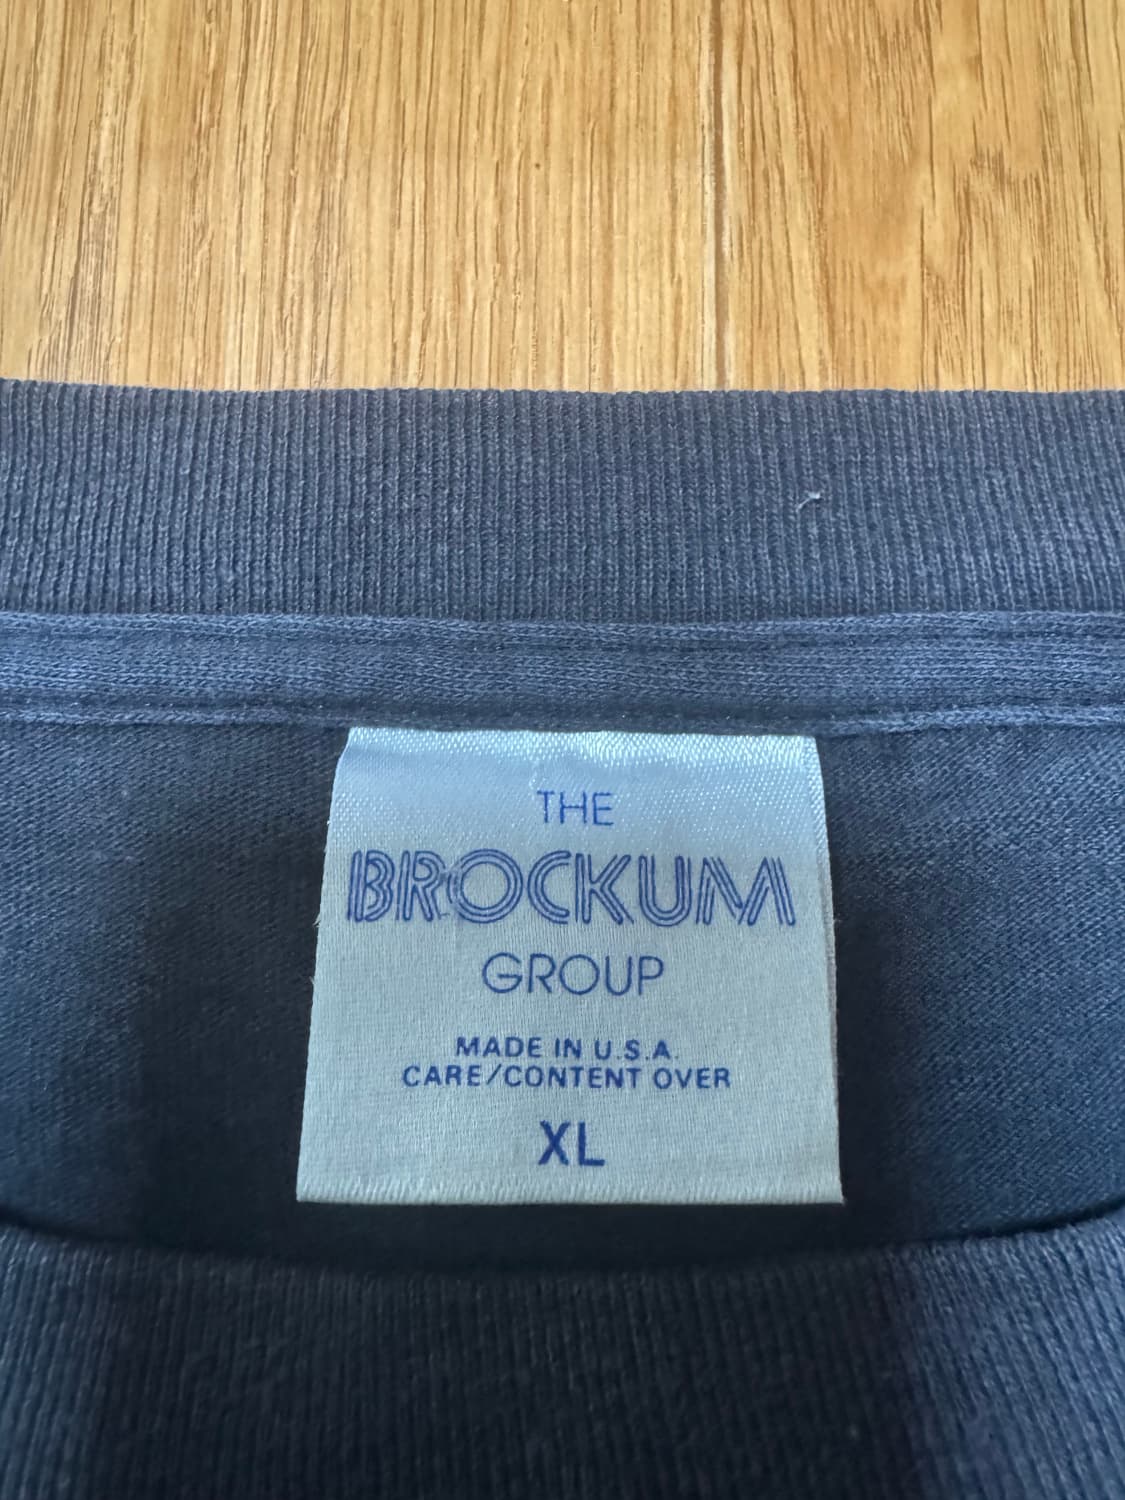 THE
BROCKUM
GROUP
MADE IN U.S.A.
CARE/CONTENT OVER
XL